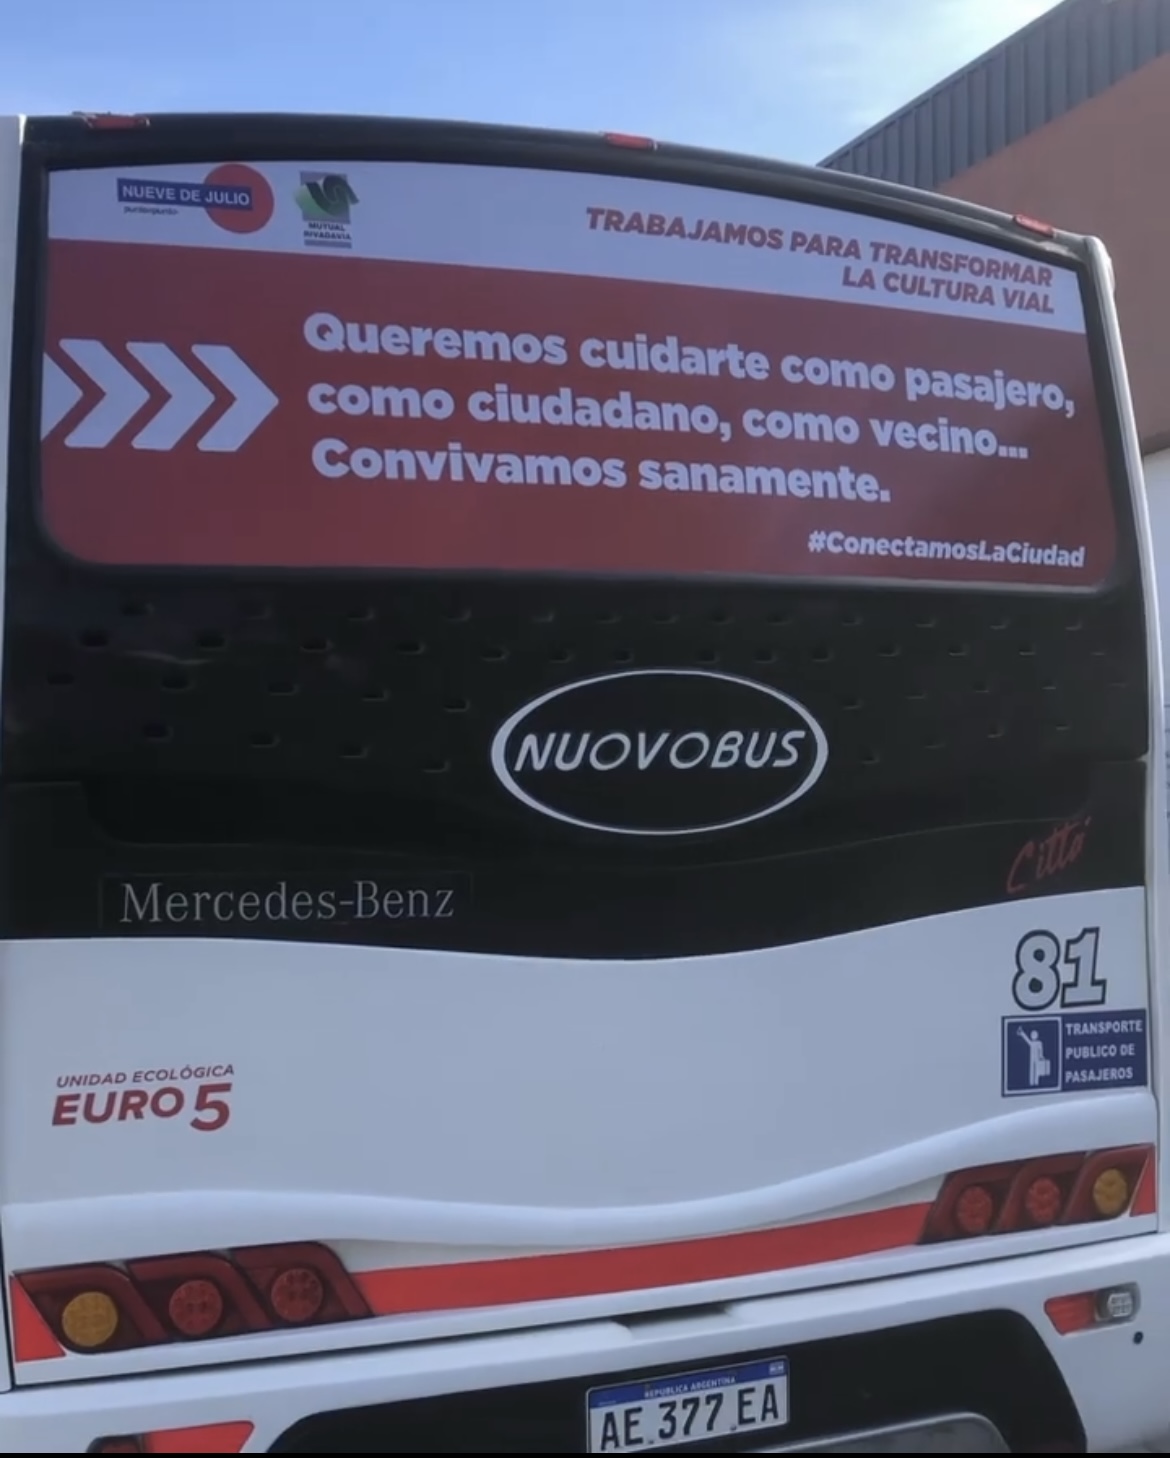 NUEVE DE JULIO
puntoapunto
MUTUAL
RIVADAVIA
TRABAJAMOS PARA TRANSFORMAR
LA CULTURA VIAL
Queremos cuidarte como pasajero,
como ciudadano, como vecino...
Convivamos sanamente.
#ConectamosLaCiudad
NUOVOBUS
Cittá
Mercedes-Benz
81
TRANSPORTE
PUBLICO DE
PASAJEROS
UNIDAD ECOLÓGICA
EURO 5
REPUBLICA ARGENTINA
AE 377 EA